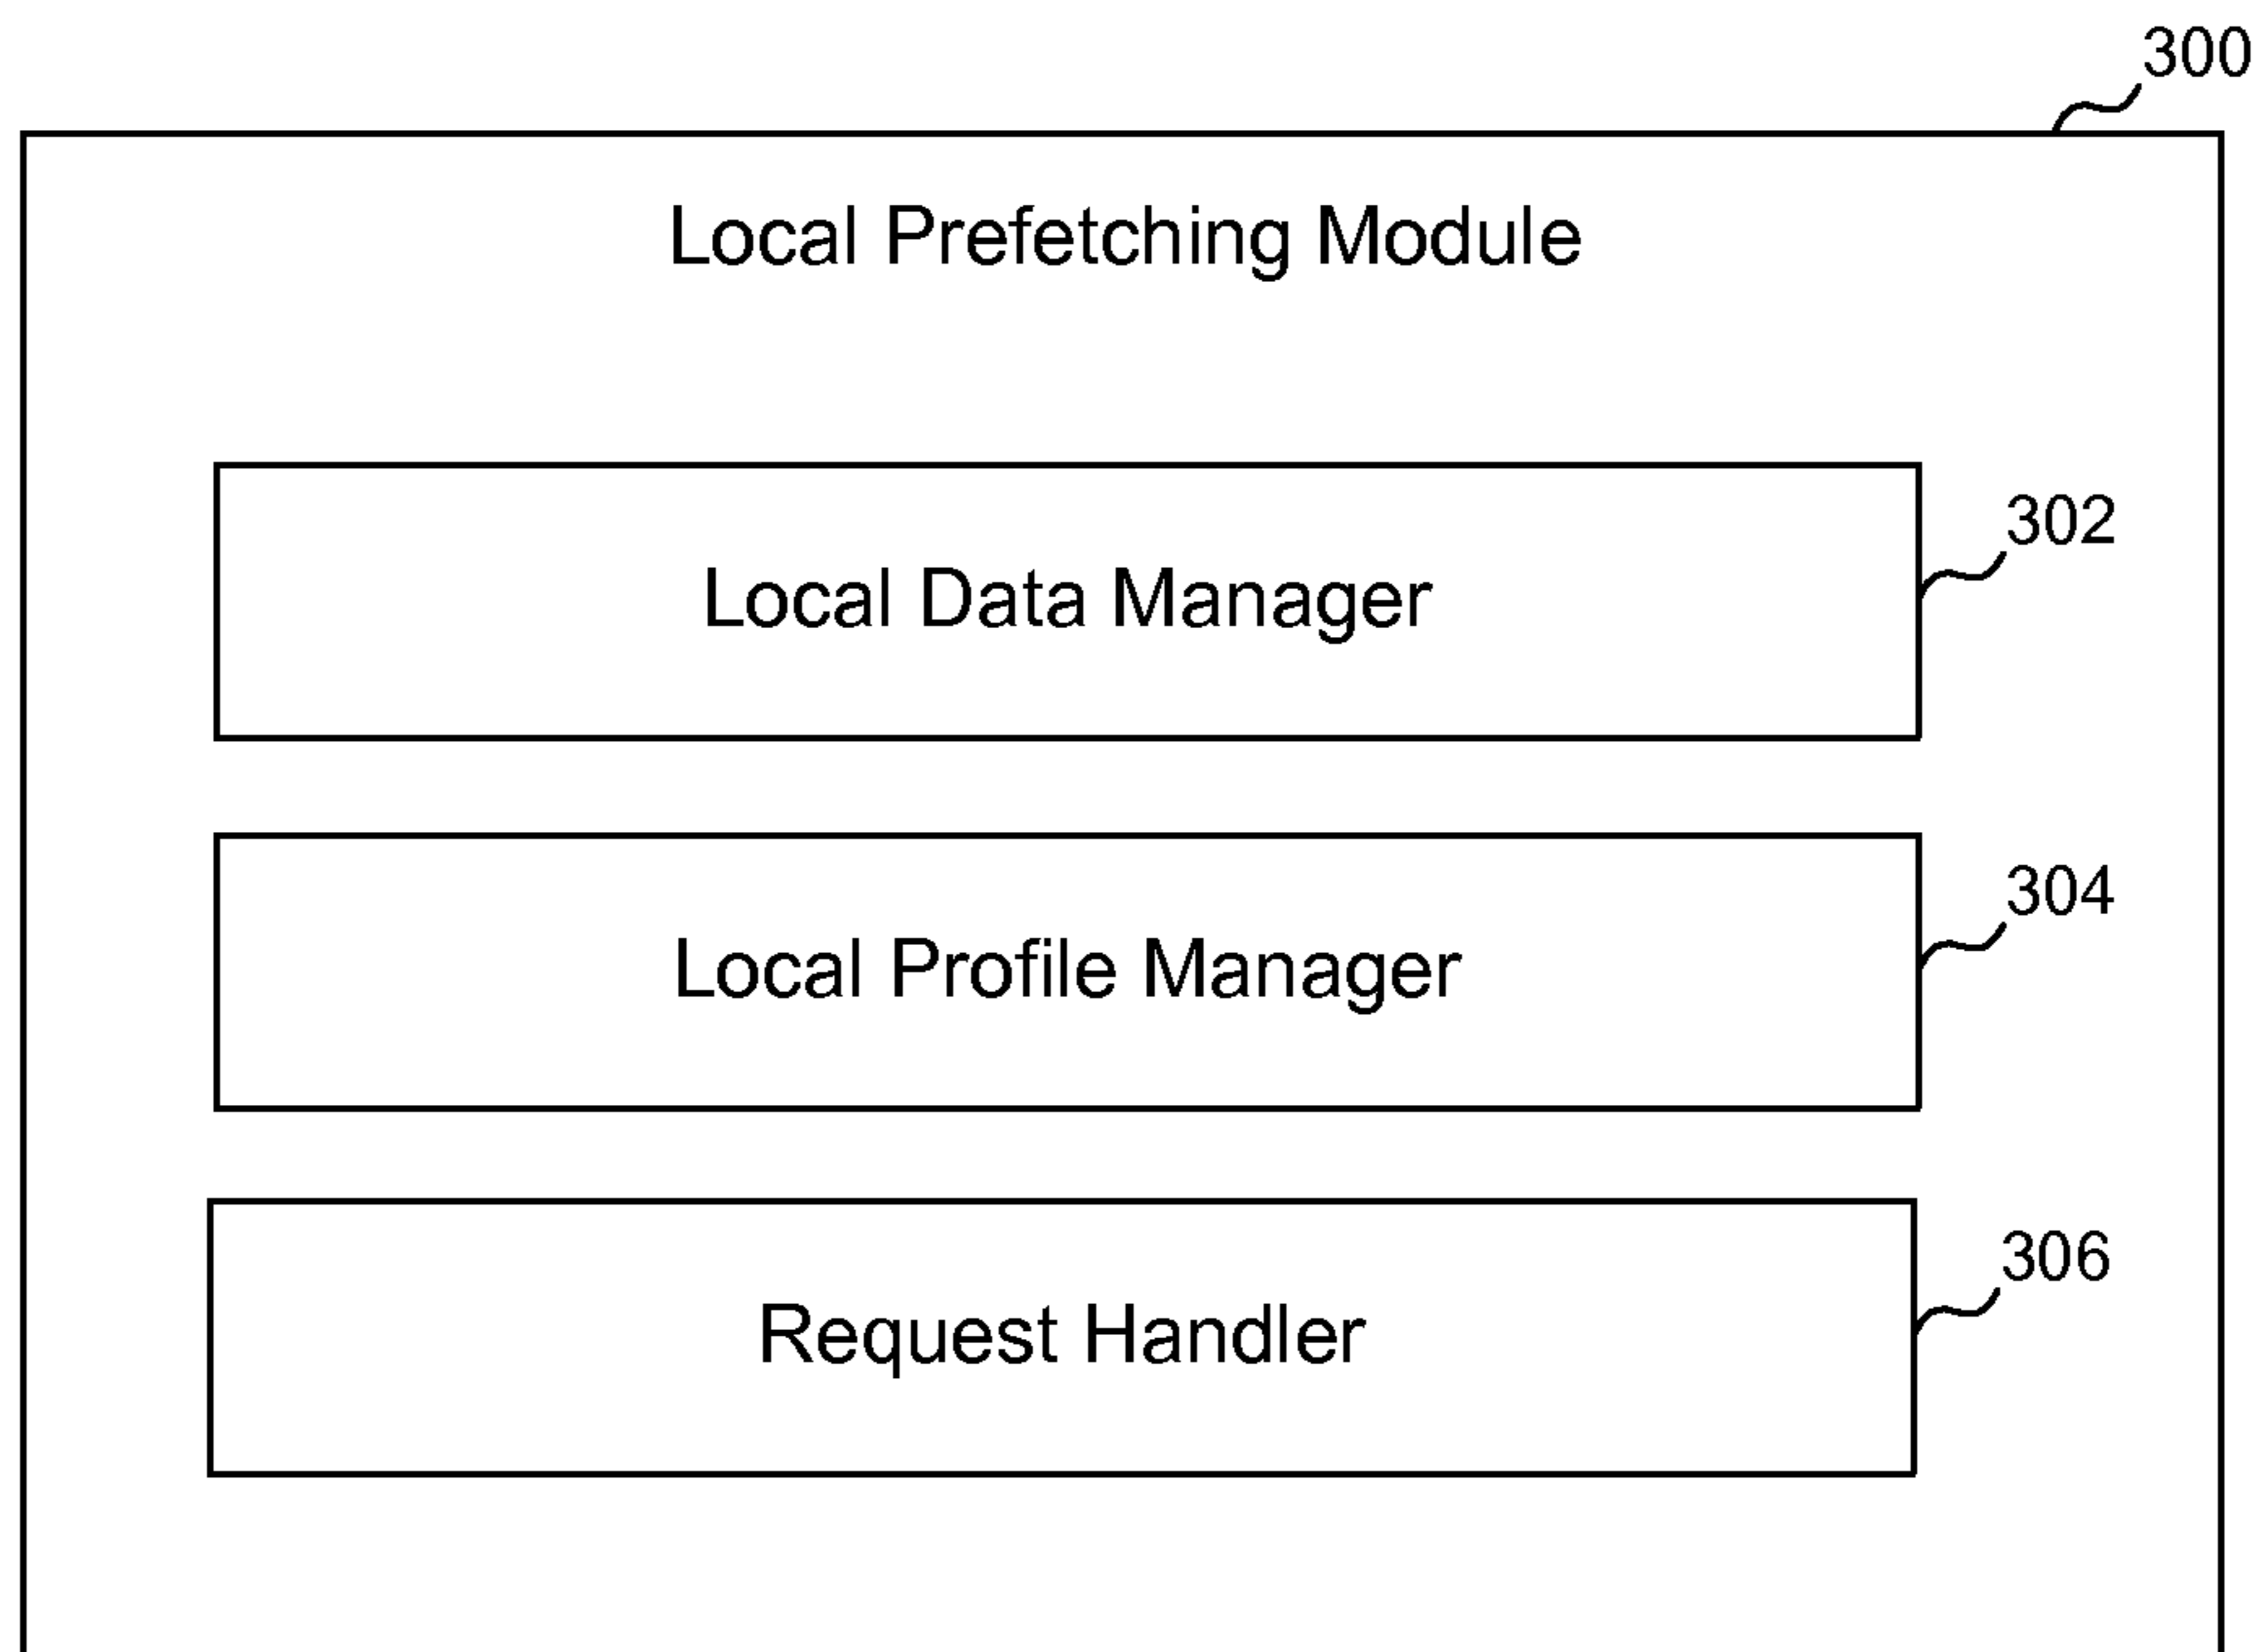 300
Local Prefetching Module
302
Local Data Manager
304
Local Profile Manager
306
Request Handler